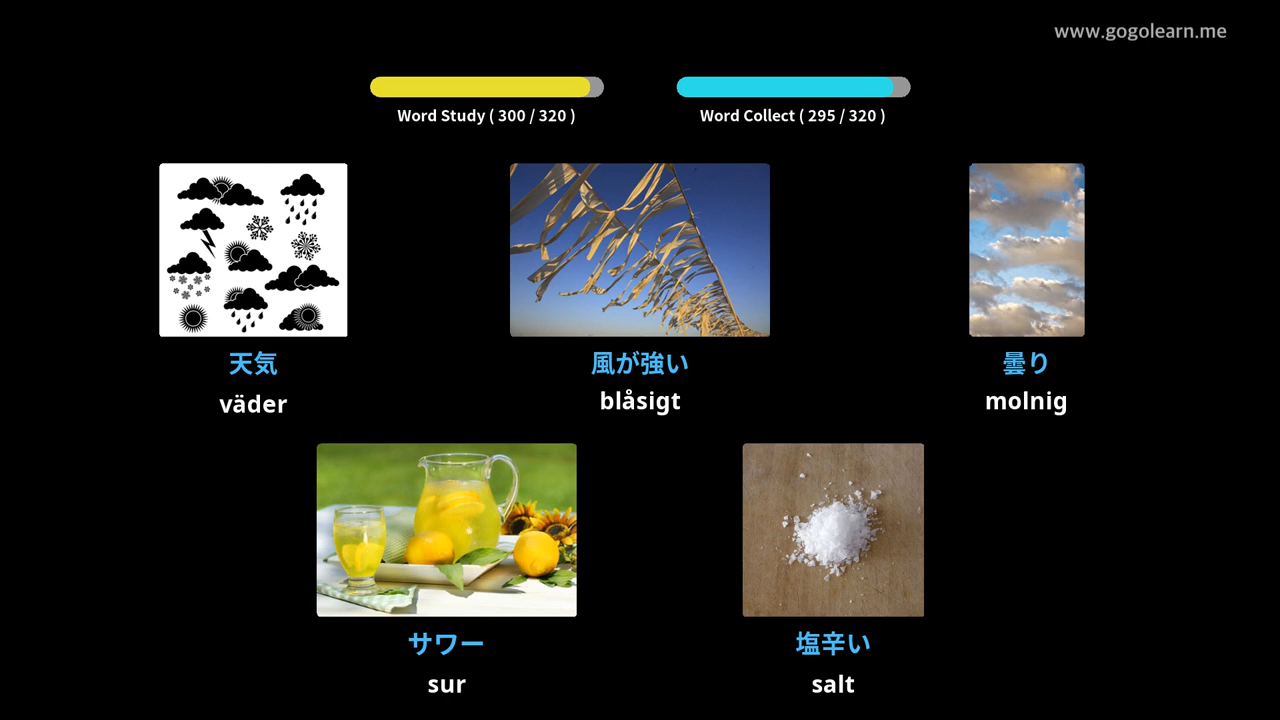 www.gogolearn.me
Word Study ( 300 / 320 )
Word Collect ( 295 / 320 )
天気
väder
風が強い
blåsigt
曇り
molnig
サワー
sur
塩辛い
salt